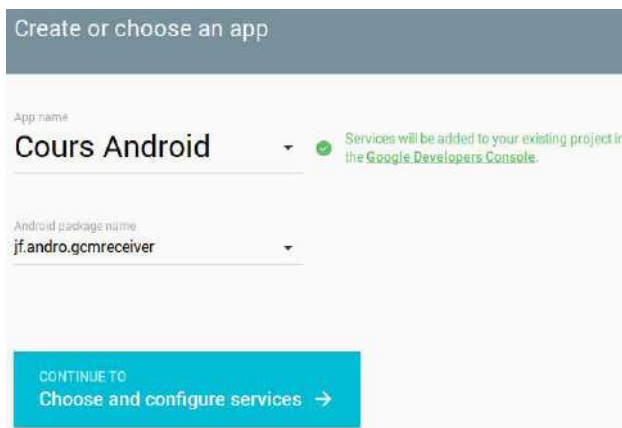 Create or choose an app
App name
Cours Android
Services will be added to your existing project in
the Google Developers Console.
Android package name
jf.andro.gcmreceiver
CONTINUE TO
Choose and configure services →